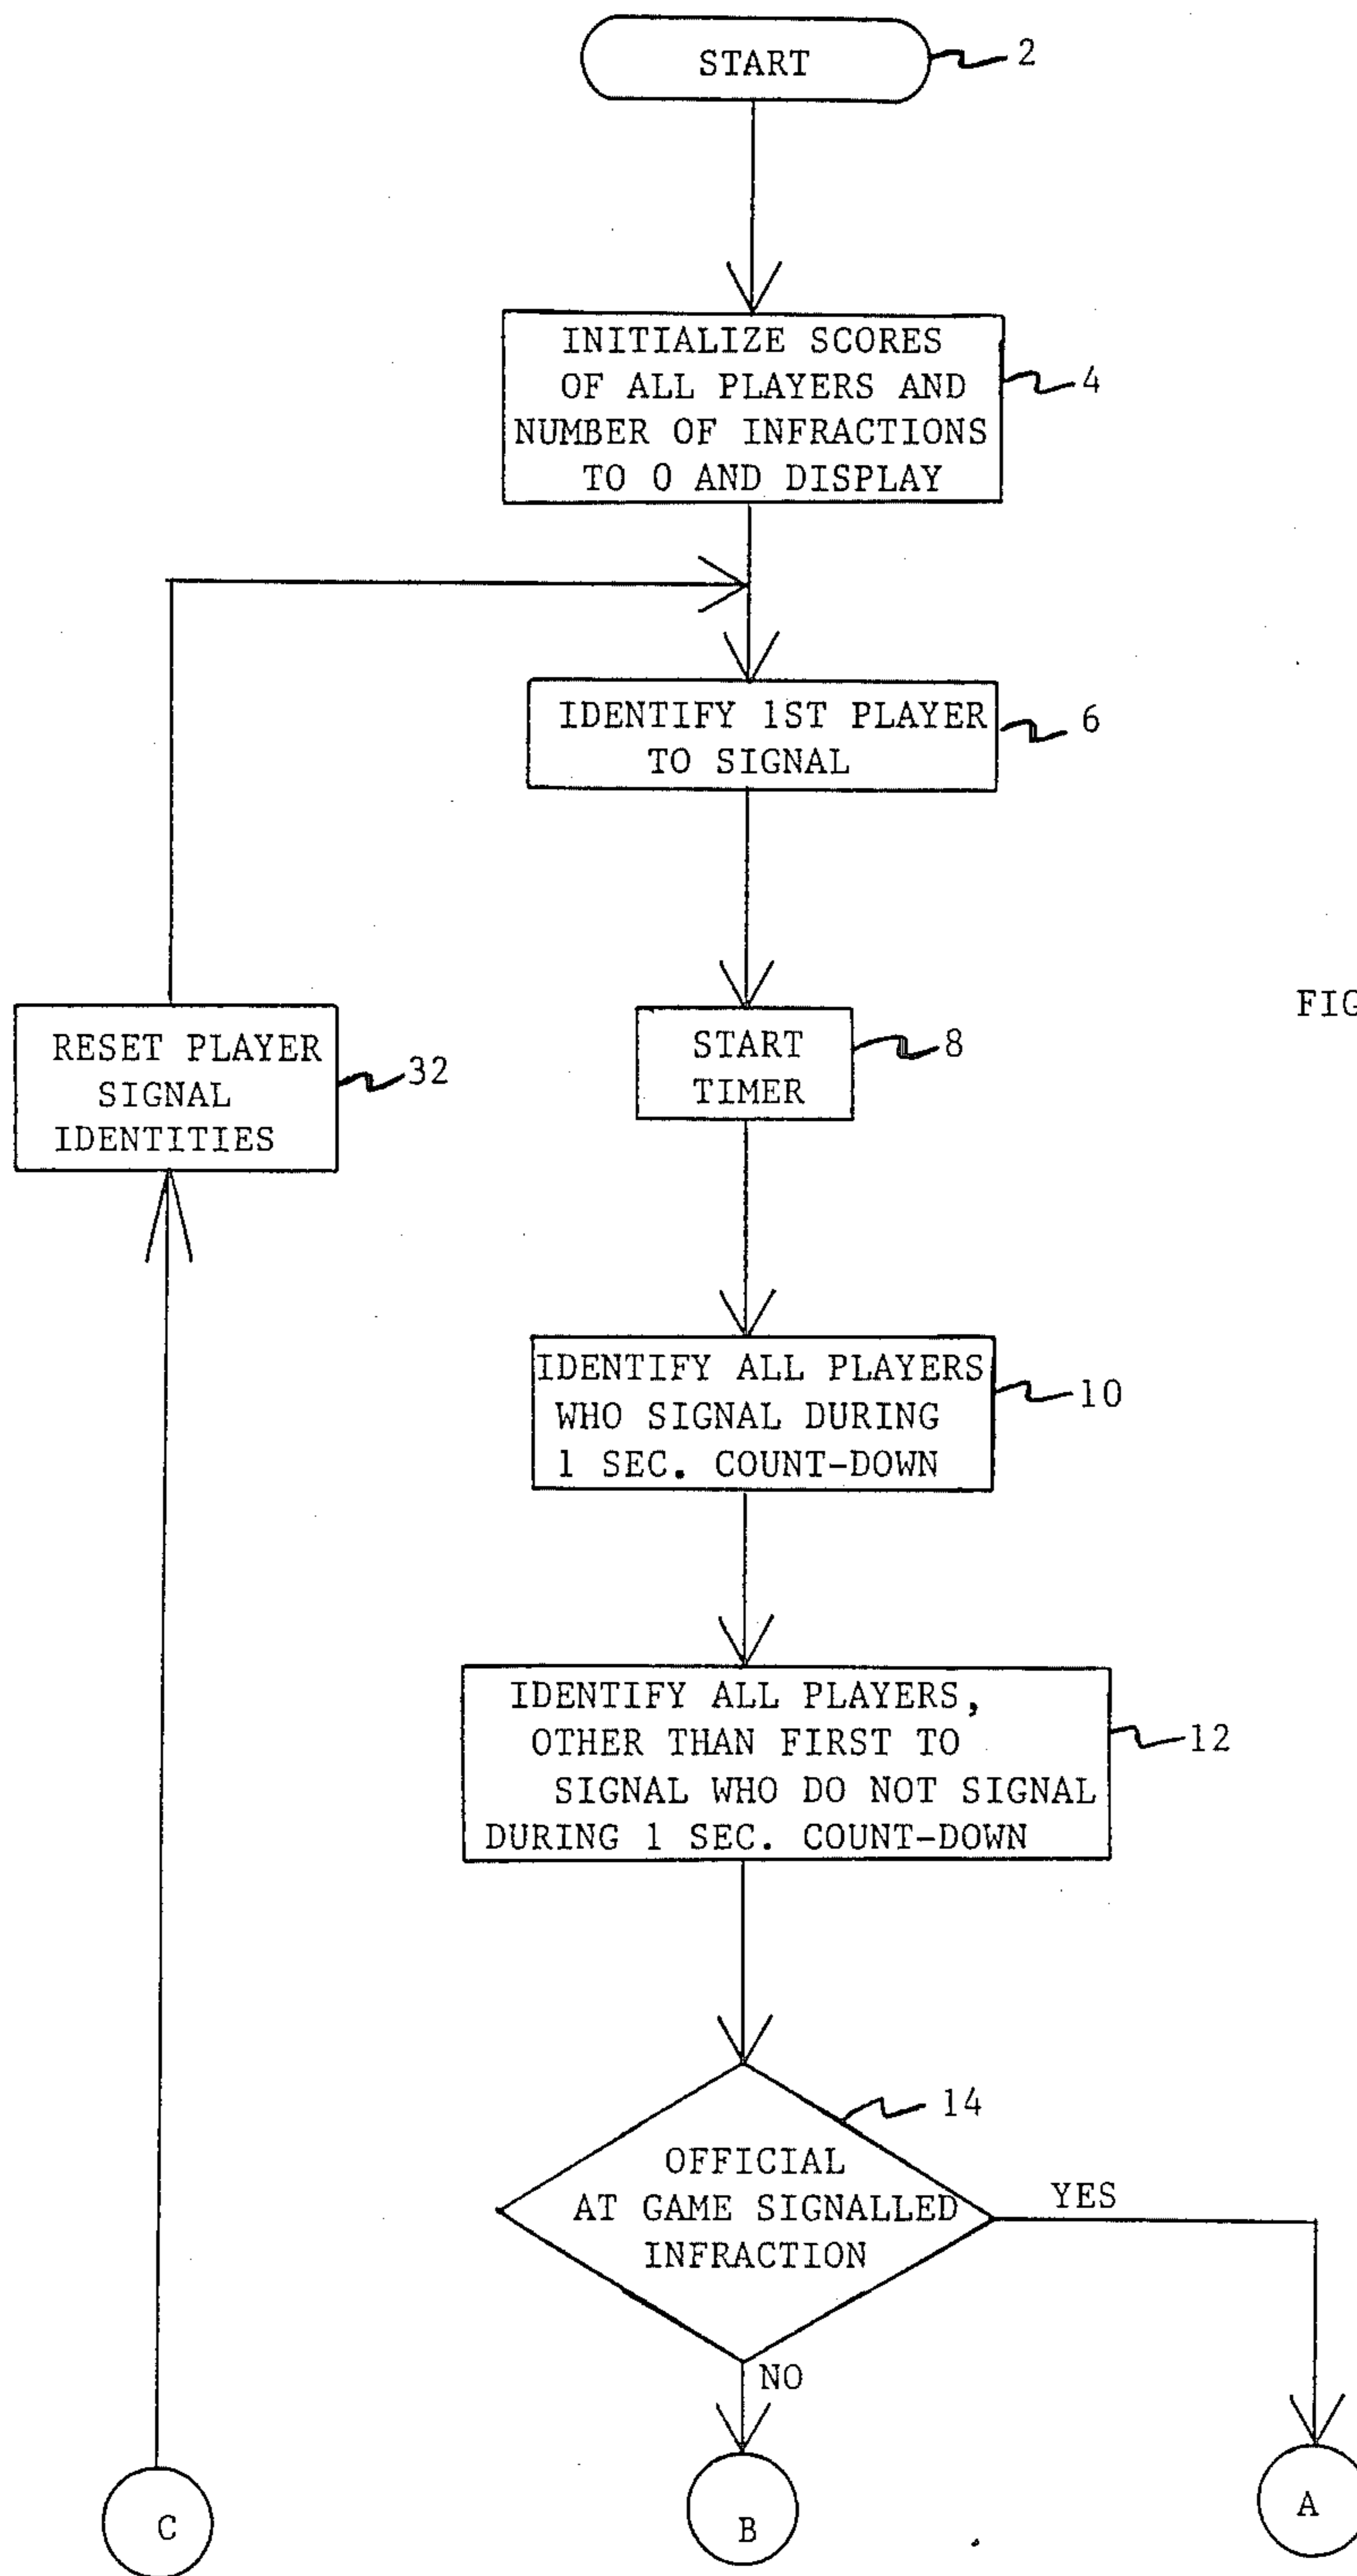 START
2
INITIALIZE SCORES
OF ALL PLAYERS AND
NUMBER OF INFRACTIONS
TO 0 AND DISPLAY
4
IDENTIFY 1ST PLAYER
TO SIGNAL
6
FIG
START
TIMER
8
RESET PLAYER
SIGNAL
IDENTITIES
32
IDENTIFY ALL PLAYERS
WHO SIGNAL DURING
1 SEC. COUNT-DOWN
10
IDENTIFY ALL PLAYERS,
OTHER THAN FIRST TO
SIGNAL WHO DO NOT SIGNAL
DURING 1 SEC. COUNT-DOWN
12
14
OFFICIAL
AT GAME SIGNALLED
INFRACTION
YES
NO
C
B
A